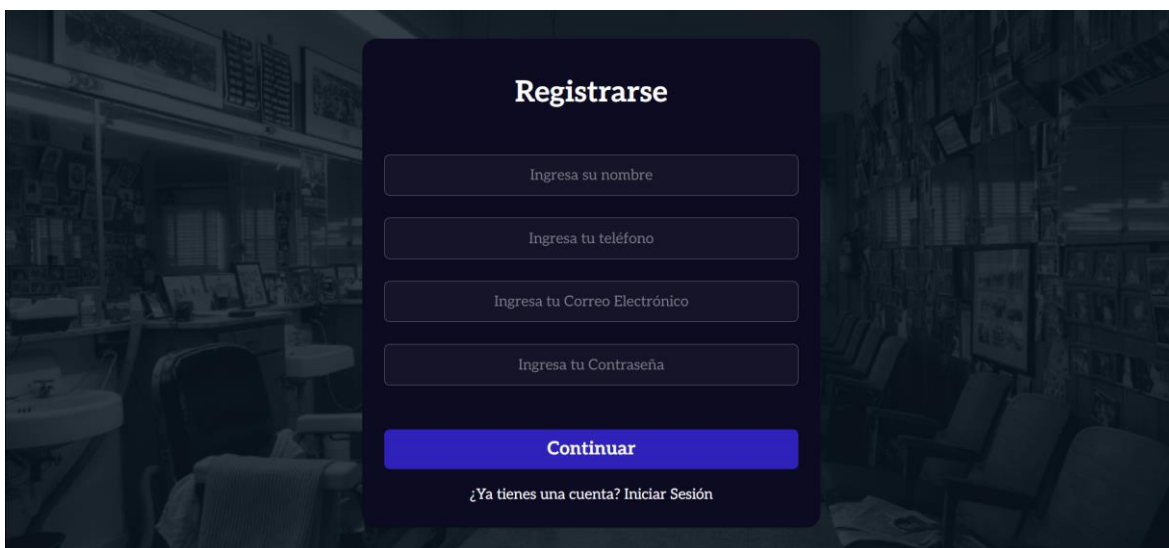 Registrarse
Ingresa su nombre
Ingresa tu teléfono
Ingresa tu Correo Electrónico
Ingresa tu Contraseña
Continuar
¿Ya tienes una cuenta? Iniciar Sesión